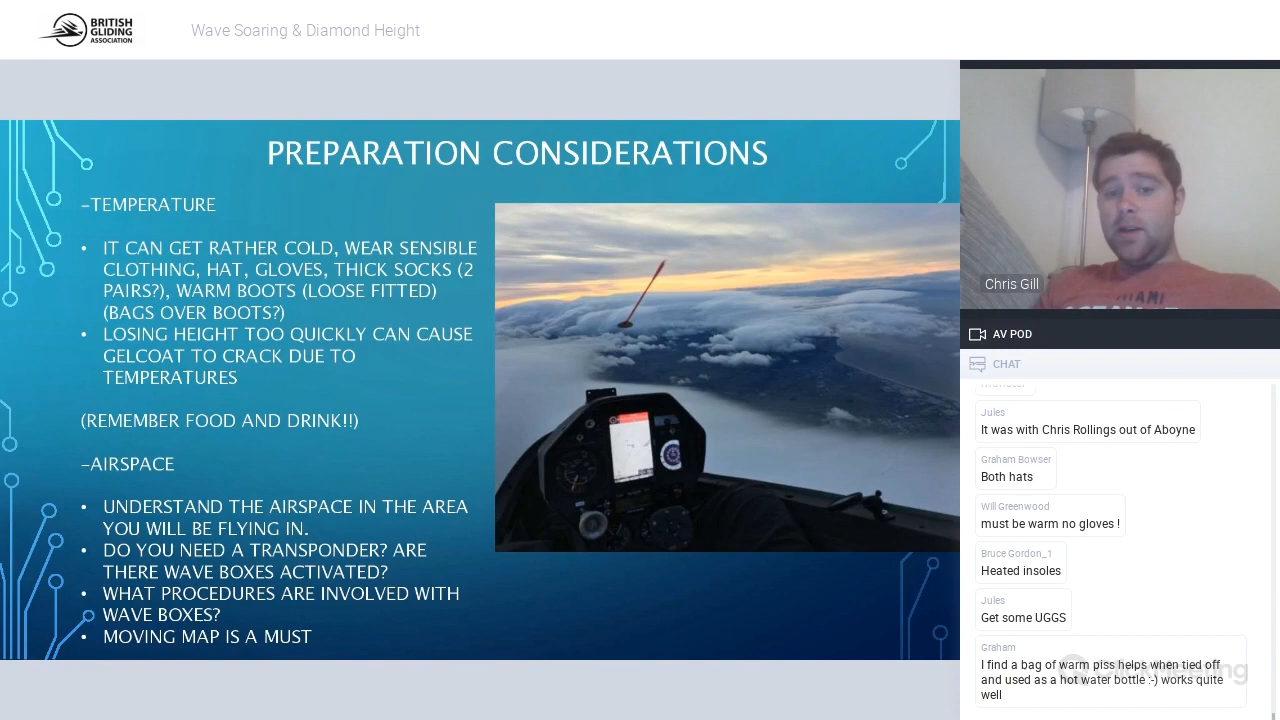 BRITISH
GLIDING
ASSOCIATION
Wave Soaring & Diamond Height
PREPARATION CONSIDERATIONS
-TEMPERATURE
• IT CAN GET RATHER COLD, WEAR SENSIBLE
CLOTHING, HAT, GLOVES, THICK SOCKS (2
PAIRS?), WARM BOOTS (LOOSE FITTED)
(BAGS OVER BOOTS?)
• LOSING HEIGHT TOO QUICKLY CAN CAUSE
GELCOAT TO CRACK DUE TO
TEMPERATURES
(REMEMBER FOOD AND DRINK!!)
-AIRSPACE
• UNDERSTAND THE AIRSPACE IN THE AREA
YOU WILL BE FLYING IN.
• DO YOU NEED A TRANSPONDER? ARE
THERE WAVE BOXES ACTIVATED?
• WHAT PROCEDURES ARE INVOLVED WITH
WAVE BOXES?
• MOVING MAP IS A MUST
MIAMI
Chris Gill
AV POD
CHAT
Jules
It was with Chris Rollings out of Aboyne
Graham Bowser
Both hats
Will Greenwood
must be warm no gloves !
Bruce Gordon_1
Heated insoles
Jules
Get some UGGS
Graham
I find a bag of warm piss helps when tied off
and used as a hot water bottle :-) works quite
well